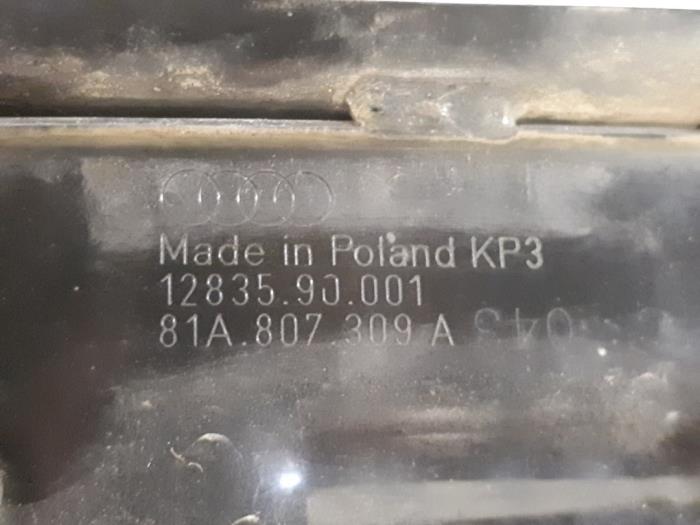 Made in Poland KP3
12835.90.001
81A.807.309 A